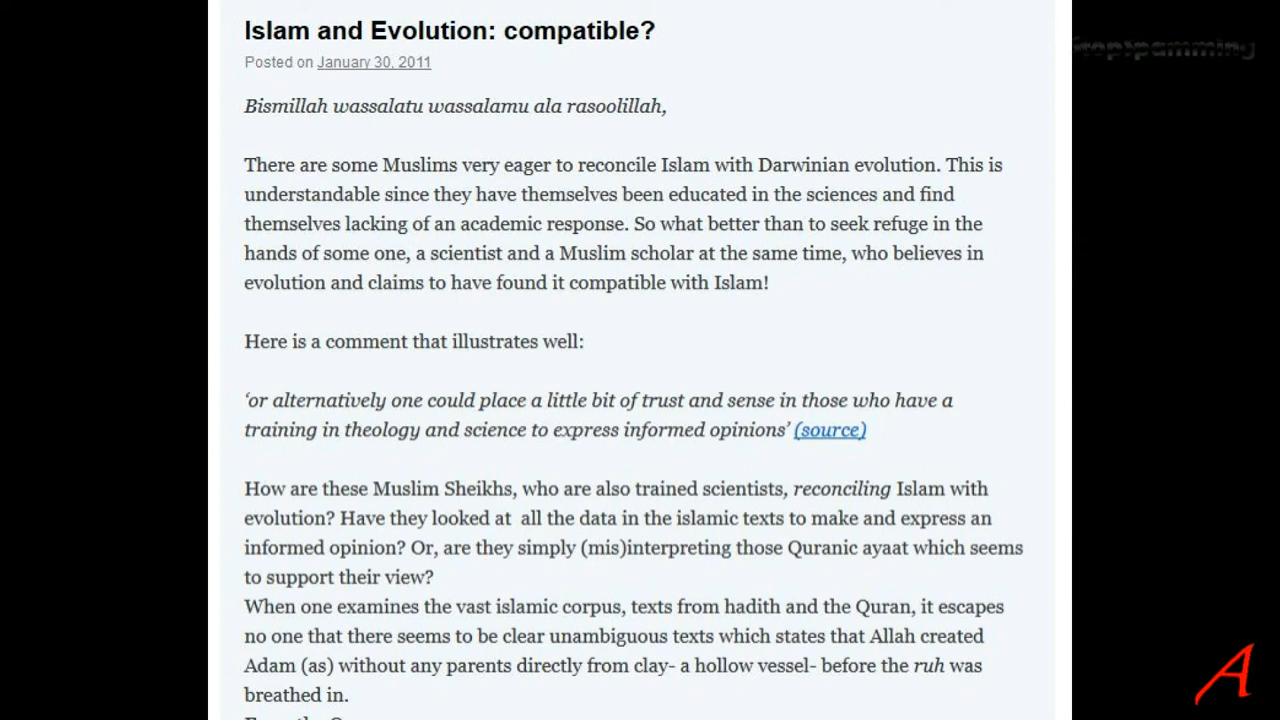 Islam and Evolution: compatible?
Posted on January 30, 2011
Bismillah wassalatu wassalamu ala rasoolillah,
There are some Muslims very eager to reconcile Islam with Darwinian evolution. This is
understandable since they have themselves been educated in the sciences and find
themselves lacking of an academic response. So what better than to seek refuge in the
hands of some one, a scientist and a Muslim scholar at the same time, who believes in
evolution and claims to have found it compatible with Islam!
Here is a comment that illustrates well:
‘or alternatively one could place a little bit of trust and sense in those who have a
training in theology and science to express informed opinions’ (source)
How are these Muslim Sheikhs, who are also trained scientists, reconciling Islam with
evolution? Have they looked at all the data in the islamic texts to make and express an
informed opinion? Or, are they simply (mis)interpreting those Quranic ayaat which seems
to support their view?
When one examines the vast islamic corpus, texts from hadith and the Quran, it escapes
no one that there seems to be clear unambiguous texts which states that Allah created
Adam (as) without any parents directly from clay- a hollow vessel- before the ruh was
breathed in.
A